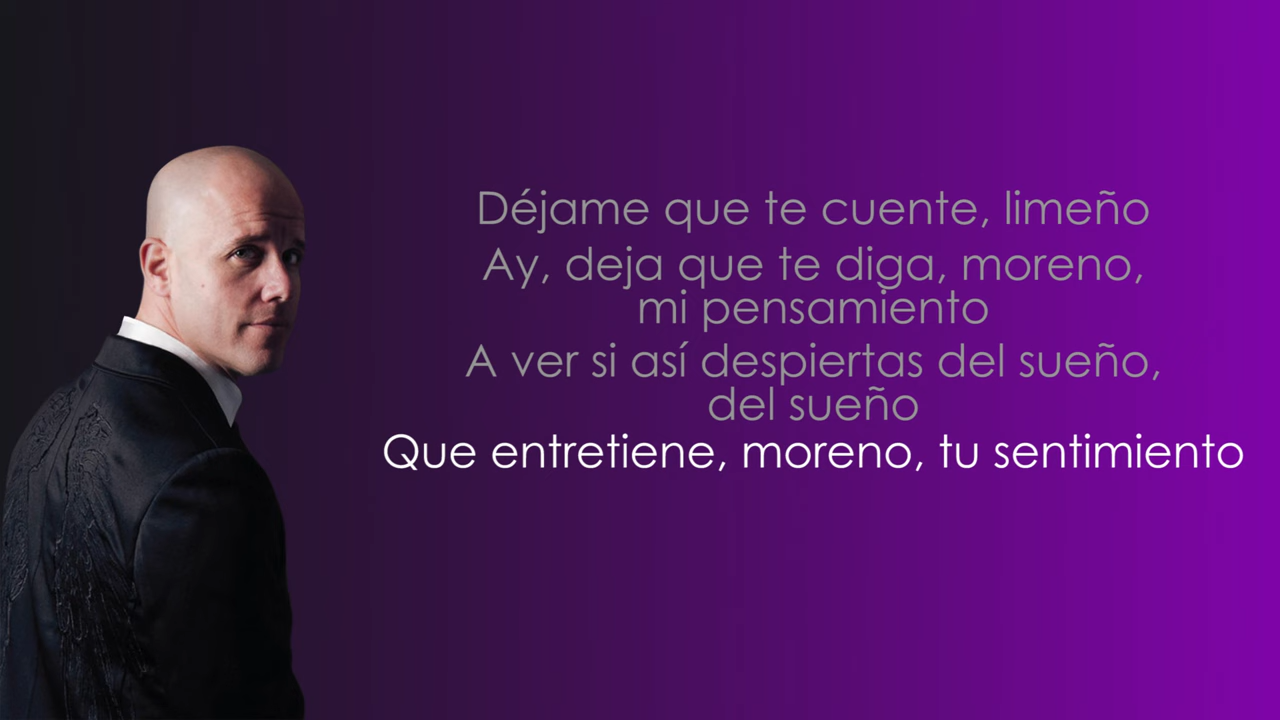 Déjame que te cuente, limeño
Ay, deja que te diga, moreno,
mi pensamiento
A ver si así despiertas del sueño,
del sueño
Que entretiene, moreno, tu sentimiento